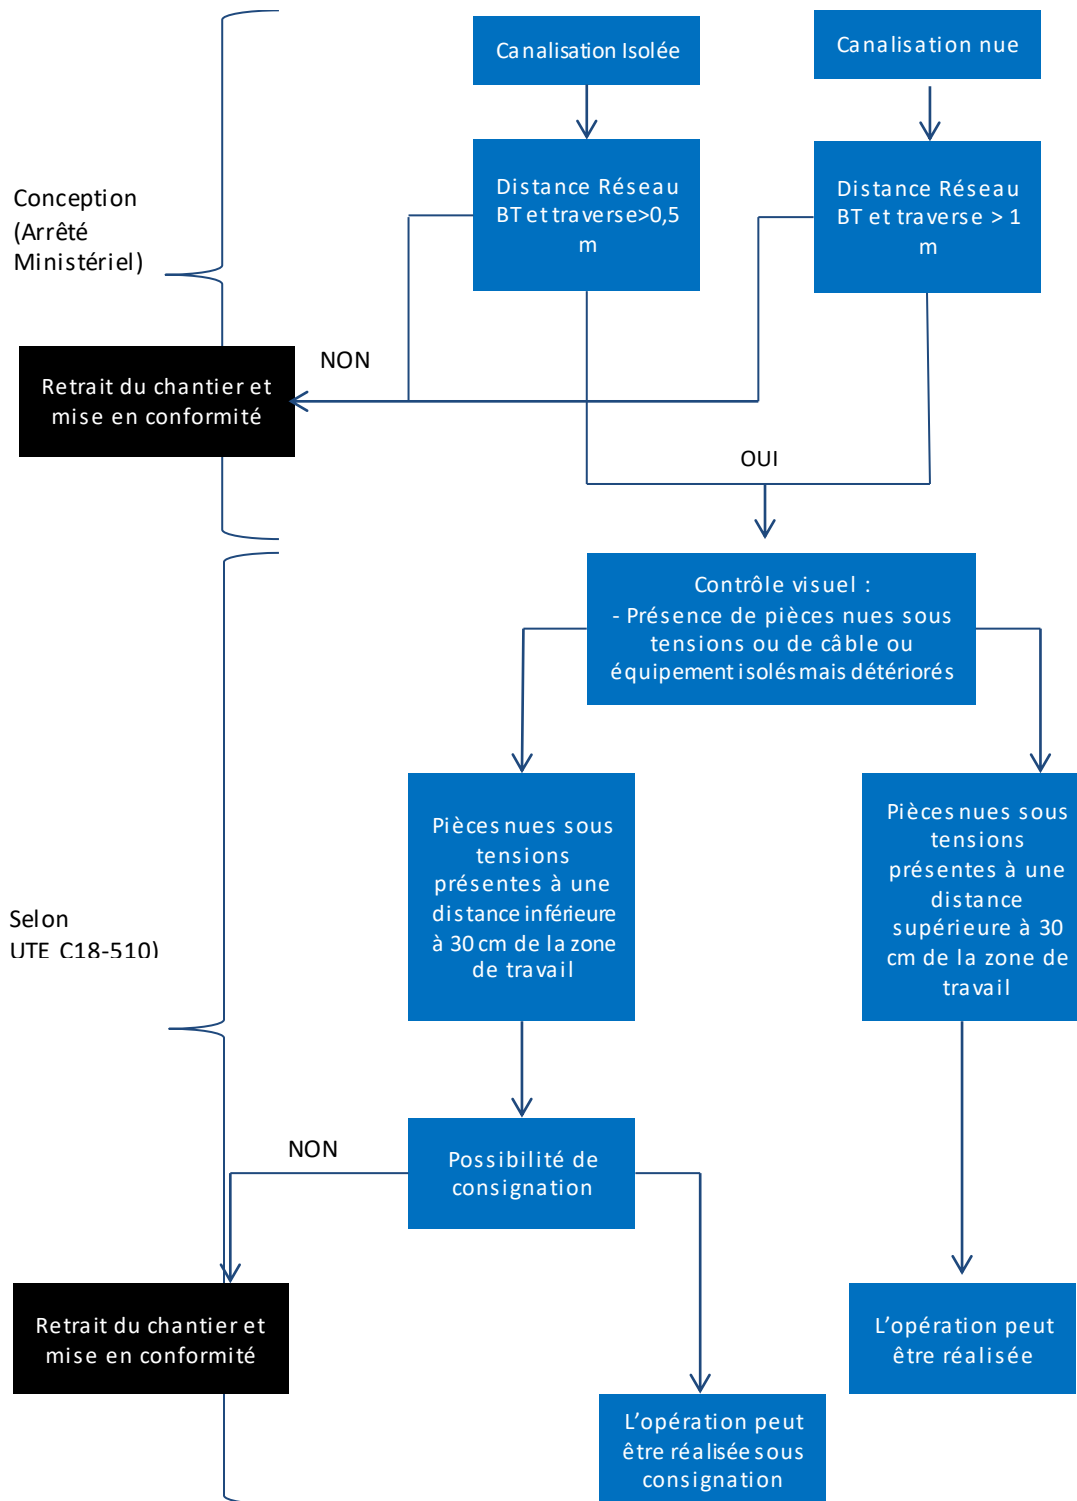 Canalisation Isolée
Canalisation nue
Distance Réseau
BT et traverse>0,5
m
Distance Réseau
BT et traverse > 1
m
Conception
(Arrêté
Ministériel)
NON
Retrait du chantier et
mise en conformité
OUI
Contrôle visuel :
- Présence de pièces nues sous
tensions ou de câble ou
équipement isolés mais détériorés
Pièces nues sous
tensions
présentes à une
distance inférieure
à 30 cm de la zone
de travail
Pièces nues sous
tensions
présentes à une
distance
supérieure à 30
cm de la zone de
travail
Selon
UTE C18-510)
NON
Possibilité de
consignation
Retrait du chantier et
mise en conformité
L’opération peut
être réalisée
L’opération peut
être réalisée sous
consignation